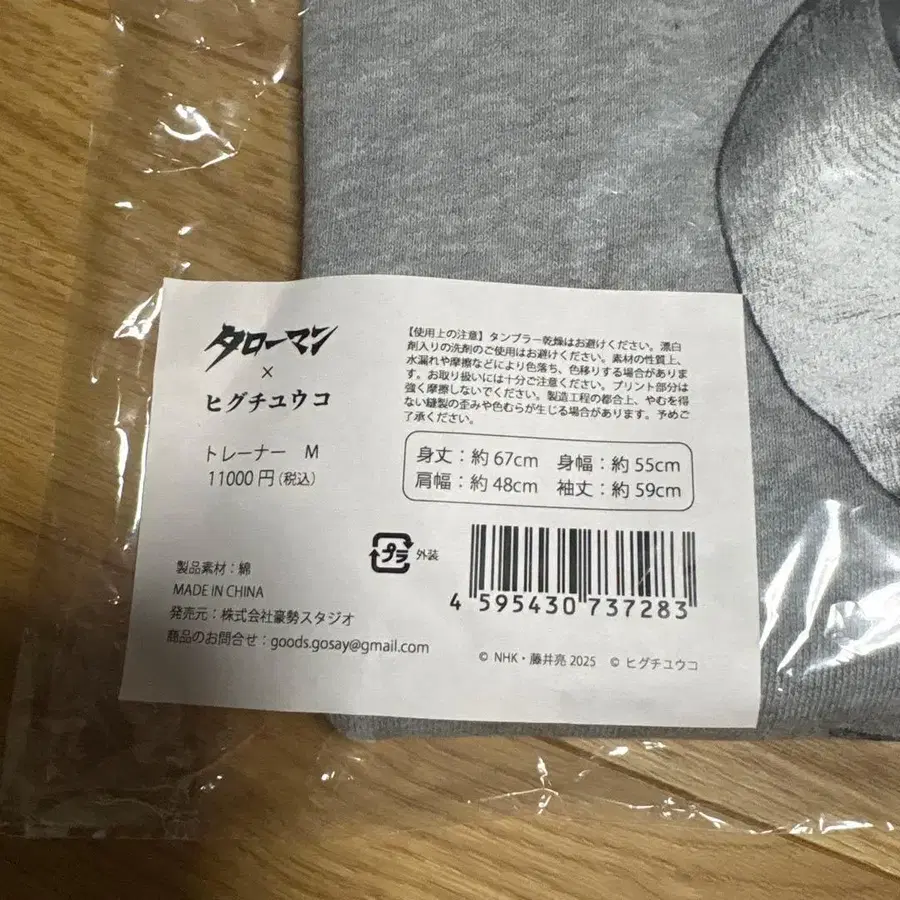 タローマン
×
ヒグチユウコ
トレーナー M
11000円(税込)
製品素材:綿
MADE IN CHINA
発売元:株式会社豪勢スタジオ
商品のお問合せ:goods.gosay@gmail.com
【使用上の注意】タンブラー乾燥はお避けください。漂白
剤入りの洗剤のご使用はお避けください。素材の性質上、
水漏れや摩擦などにより色落ち、色移りする場合がありま
す。お取り扱いには十分ご注意ください。プリント部分は
強く摩擦しないでください。製造工程の都合上、やむを得
ない縫製の歪みや色むらが生じる場合があります。予めご
了承ください。
身丈:約67cm 身幅:約55cm
肩幅:約48cm 袖丈:約59cm
プラ 外装
4 595430 737283
© NHK・藤井亮 2025 © ヒグチユウコ